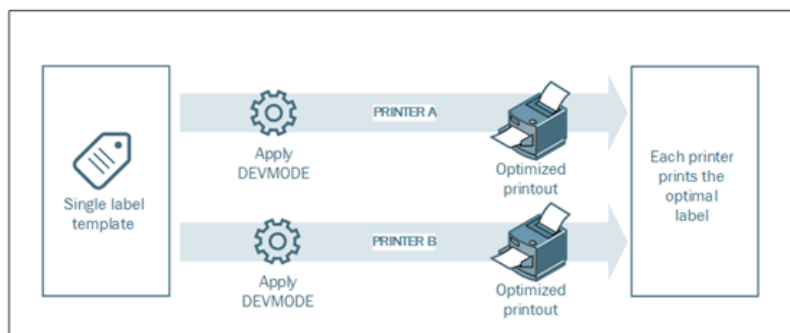 Single label
template
Apply
DEVMODE
PRINTER A
Optimized
printout
Apply
DEVMODE
PRINTER B
Optimized
printout
Each printer
prints the
optimal
label